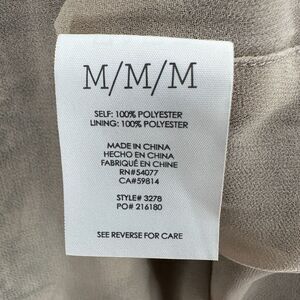 M/M/M
SELF: 100% POLYESTER
LINING: 100% POLYESTER
MADE IN CHINA
HECHO EN CHINA
FABRIQUÉ EN CHINE
RN#54077
CA#59814
STYLE# 3278
PO# 216180
SEE REVERSE FOR CARE